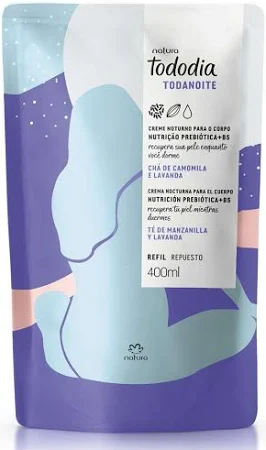 natura
Tododia
TODANOITE
CREME NOTURNO PARA O CORPO
NUTRIÇÃO PREBIÓTICA+B5
recupera sua pele enquanto
você dorme
CHÁ DE CAMOMILA
E LAVANDA
CREMA NOCTURNA PARA EL CUERPO
NUTRICIÓN PREBIÓTICA+B5
recupera tu piel mientras
duermes
TÉ DE MANZANILLA
Y LAVANDA
REFIL REPUESTO
400ml
natura